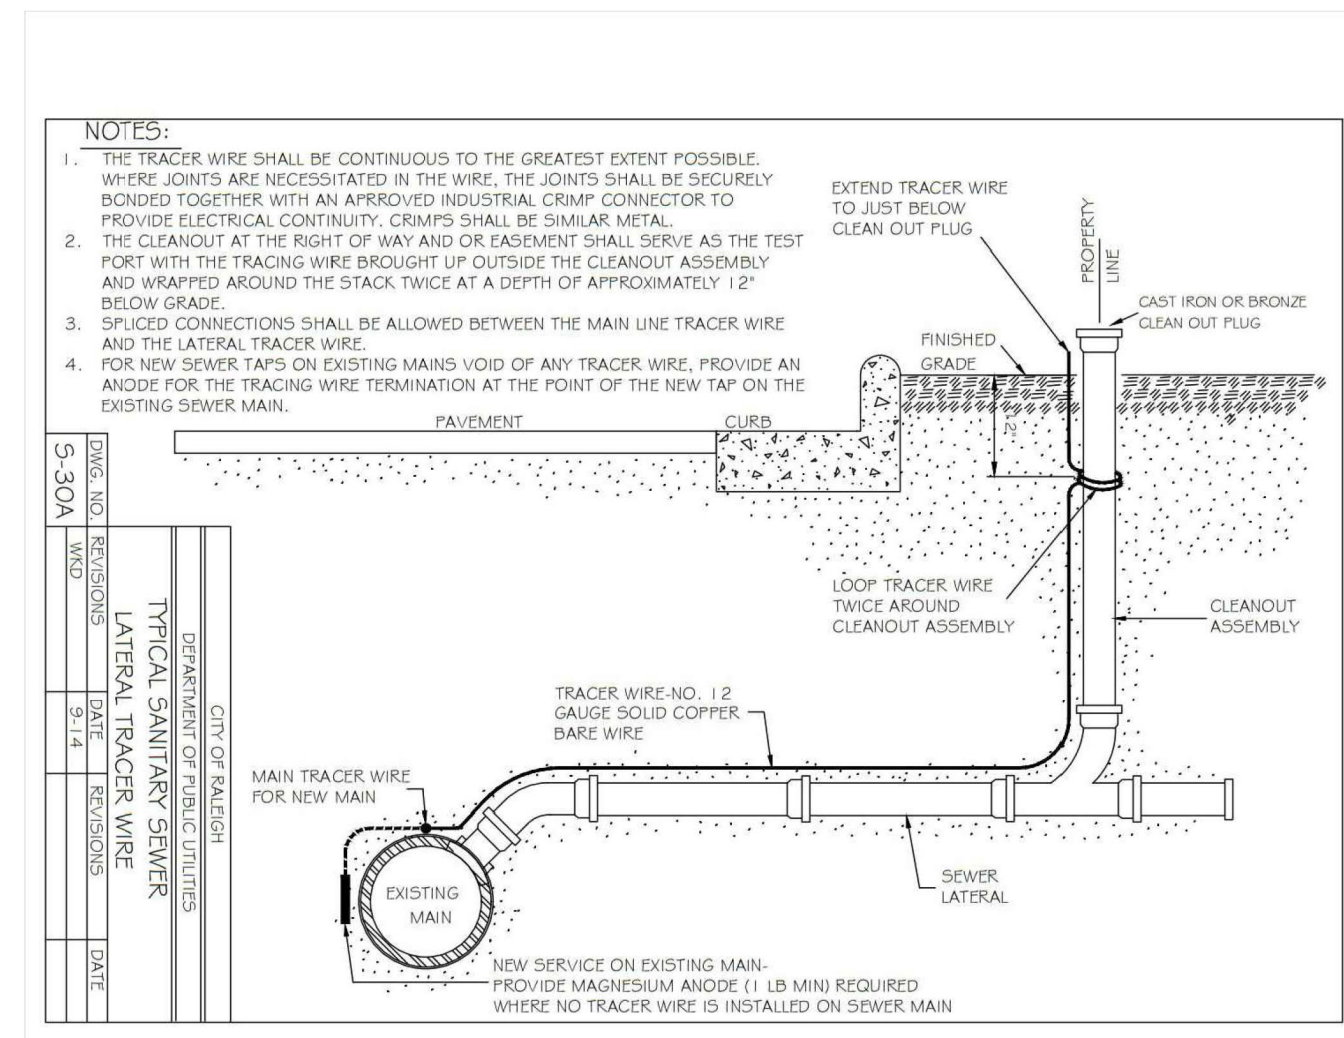 NOTES:
1. THE TRACER WIRE SHALL BE CONTINUOUS TO THE GREATEST EXTENT POSSIBLE.
WHERE JOINTS ARE NECESSITATED IN THE WIRE, THE JOINTS SHALL BE SECURELY
BONDED TOGETHER WITH AN APRROVED INDUSTRIAL CRIMP CONNECTOR TO
PROVIDE ELECTRICAL CONTINUITY. CRIMPS SHALL BE SIMILAR METAL.
2. THE CLEANOUT AT THE RIGHT OF WAY AND OR EASEMENT SHALL SERVE AS THE TEST
PORT WITH THE TRACING WIRE BROUGHT UP OUTSIDE THE CLEANOUT ASSEMBLY
AND WRAPPED AROUND THE STACK TWICE AT A DEPTH OF APPROXIMATELY 12"
BELOW GRADE.
3. SPLICED CONNECTIONS SHALL BE ALLOWED BETWEEN THE MAIN LINE TRACER WIRE
AND THE LATERAL TRACER WIRE.
4. FOR NEW SEWER TAPS ON EXISTING MAINS VOID OF ANY TRACER WIRE, PROVIDE AN
ANODE FOR THE TRACING WIRE TERMINATION AT THE POINT OF THE NEW TAP ON THE
EXISTING SEWER MAIN.
EXTEND TRACER WIRE
TO JUST BELOW
CLEAN OUT PLUG
PROPERTY
LINE
CAST IRON OR BRONZE
CLEAN OUT PLUG
FINISHED
GRADE
PAVEMENT
CURB
12"
LOOP TRACER WIRE
TWICE AROUND
CLEANOUT ASSEMBLY
CLEANOUT
ASSEMBLY
TRACER WIRE-NO. 12
GAUGE SOLID COPPER
BARE WIRE
MAIN TRACER WIRE
FOR NEW MAIN
EXISTING
MAIN
SEWER
LATERAL
NEW SERVICE ON EXISTING MAIN-
PROVIDE MAGNESIUM ANODE (1 LB MIN) REQUIRED
WHERE NO TRACER WIRE IS INSTALLED ON SEWER MAIN
CITY OF RALEIGH
DEPARTMENT OF PUBLIC UTILITIES
TYPICAL SANITARY SEWER
LATERAL TRACER WIRE
DWG. NO.
S-30A
REVISIONS
DATE
REVISIONS
DATE
WKD
9-14